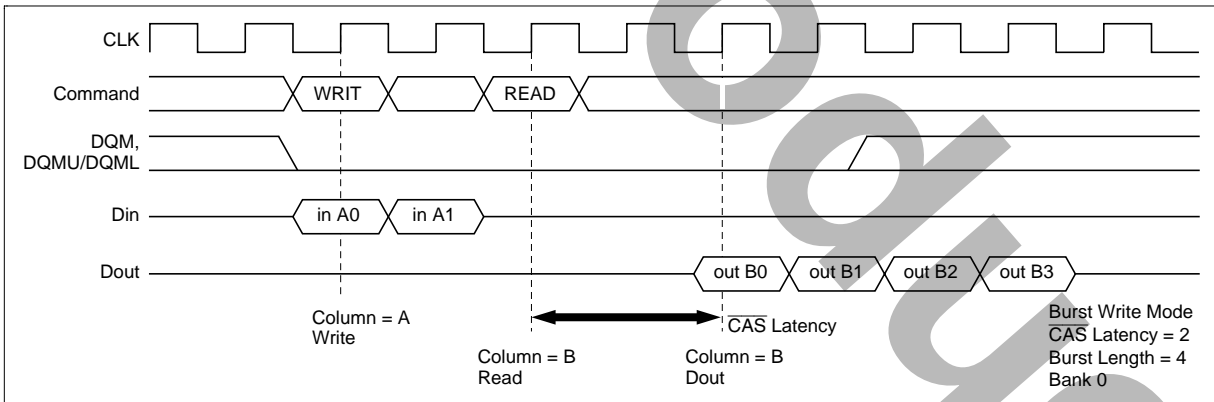 CLK
Command WRIT READ
DQM,
DQMU/DQML
Din in A0 in A1
Dout out B0 out B1 out B2 out B3
Column = A
Write
Column = B
Read
CAS Latency
Column = B
Dout
Burst Write Mode
CAS Latency = 2
Burst Length = 4
Bank 0